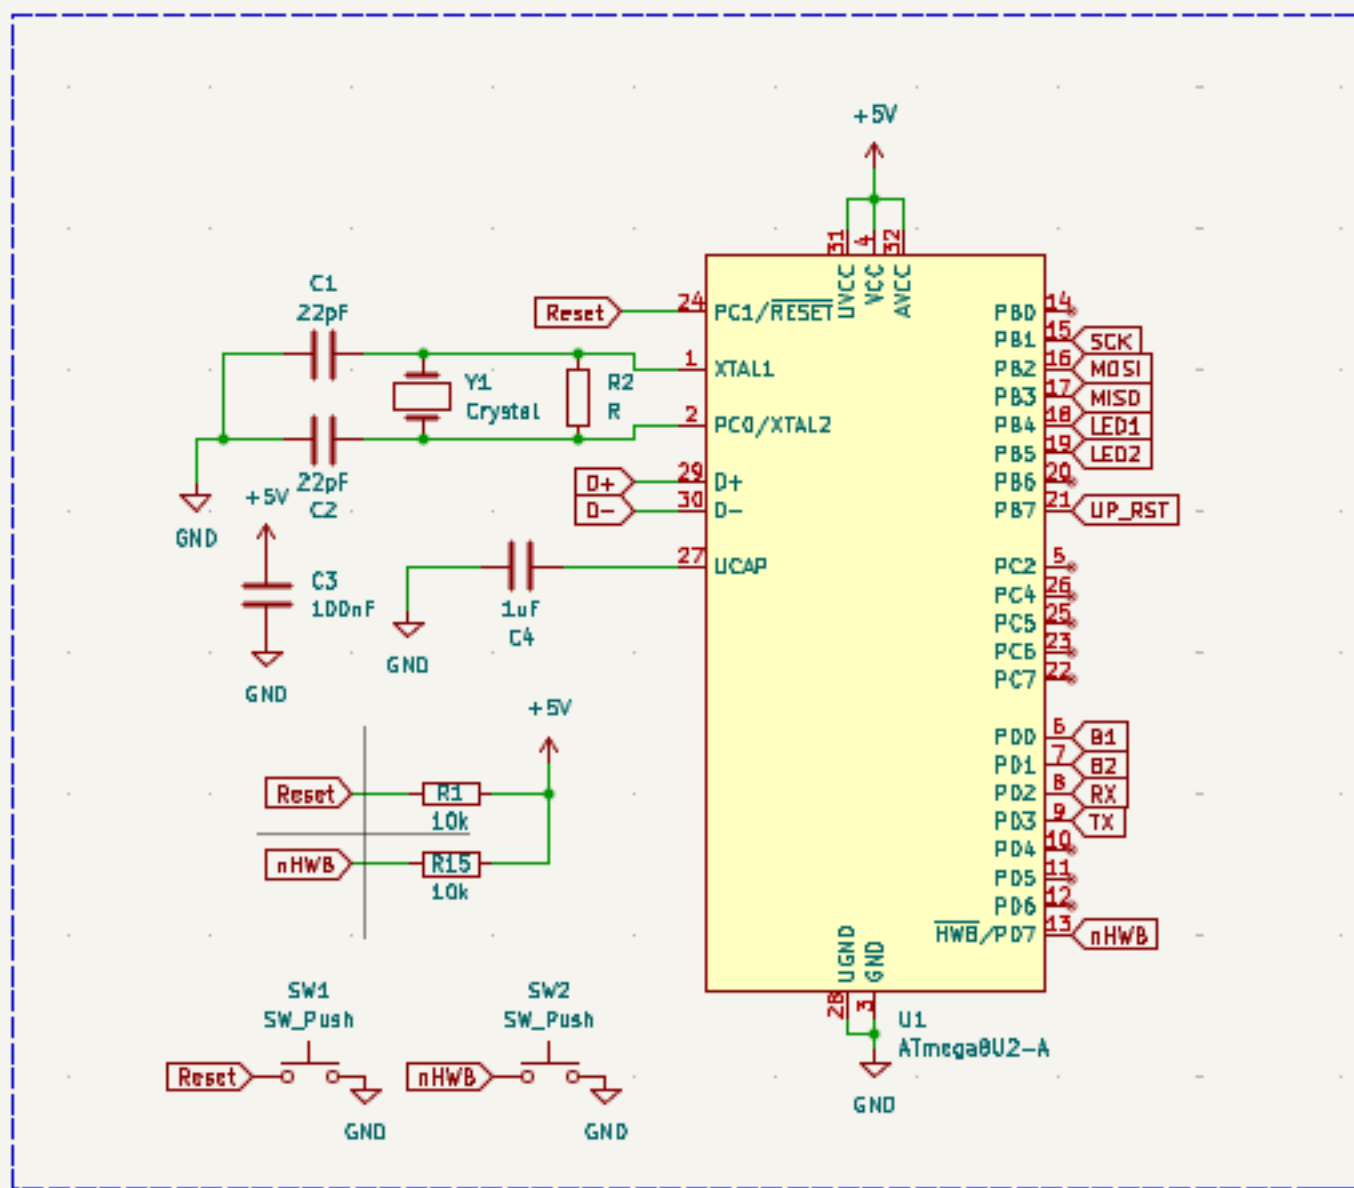 +5V
31
4
32
UVCC
VCC
AVCC
C1
22pF
Reset
24
PC1/RESET
1
XTAL1
Y1
Crystal
R2
R
2
PC0/XTAL2
22pF
C2
GND
D+
29
D+
D-
30
D-
27
UCAP
1uF
C4
GND
+5V
C3
100nF
GND
+5V
Reset
R1
10k
nHWB
R15
10k
PB0
14
PB1
15
SCK
PB2
16
MOSI
PB3
17
MISO
PB4
18
LED1
PB5
19
LED2
PB6
20
PB7
21
UP_RST
PC2
5
PC4
26
PC5
25
PC6
23
PC7
22
PD0
6
B1
PD1
7
B2
PD2
8
RX
PD3
9
TX
PD4
10
PD5
11
PD6
12
HWB/PD7
13
nHWB
UGND
GND
28
3
U1
ATmega8U2-A
GND
SW1
SW_Push
Reset
GND
SW2
SW_Push
nHWB
GND